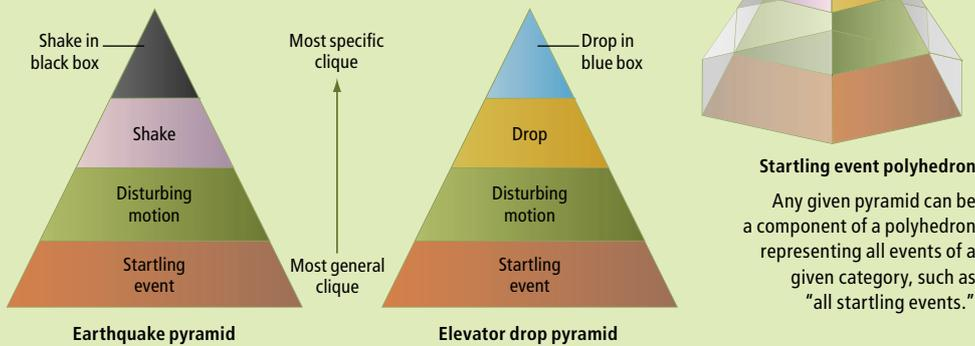 Shake in
black box
Shake
Disturbing
motion
Startling
event
Earthquake pyramid
Most specific
clique
Most general
clique
Drop in
blue box
Drop
Disturbing
motion
Startling
event
Elevator drop pyramid
Startling event polyhedron
Any given pyramid can be
a component of a polyhedron
representing all events of a
given category, such as
“all startling events.”